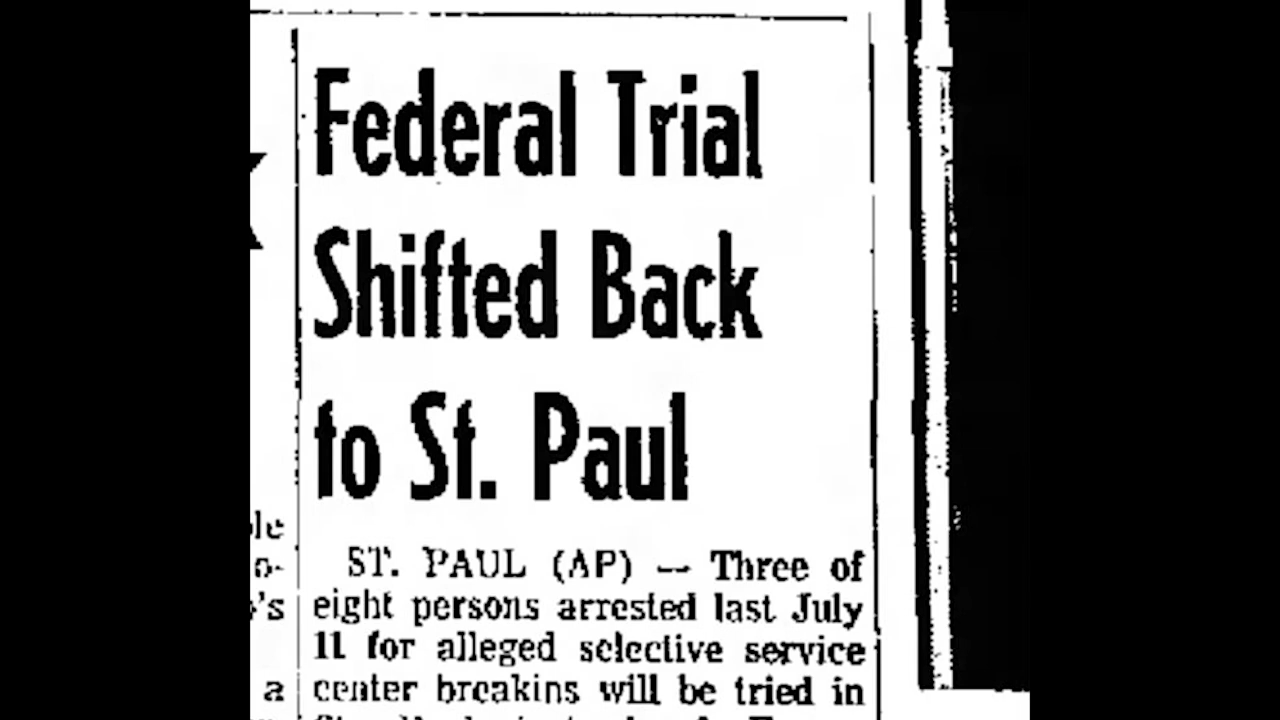 Federal Trial
Shifted Back
to St. Paul
ST. PAUL (AP) — Three of
eight persons arrested last July
11 for alleged selective service
center breakins will be tried in
a